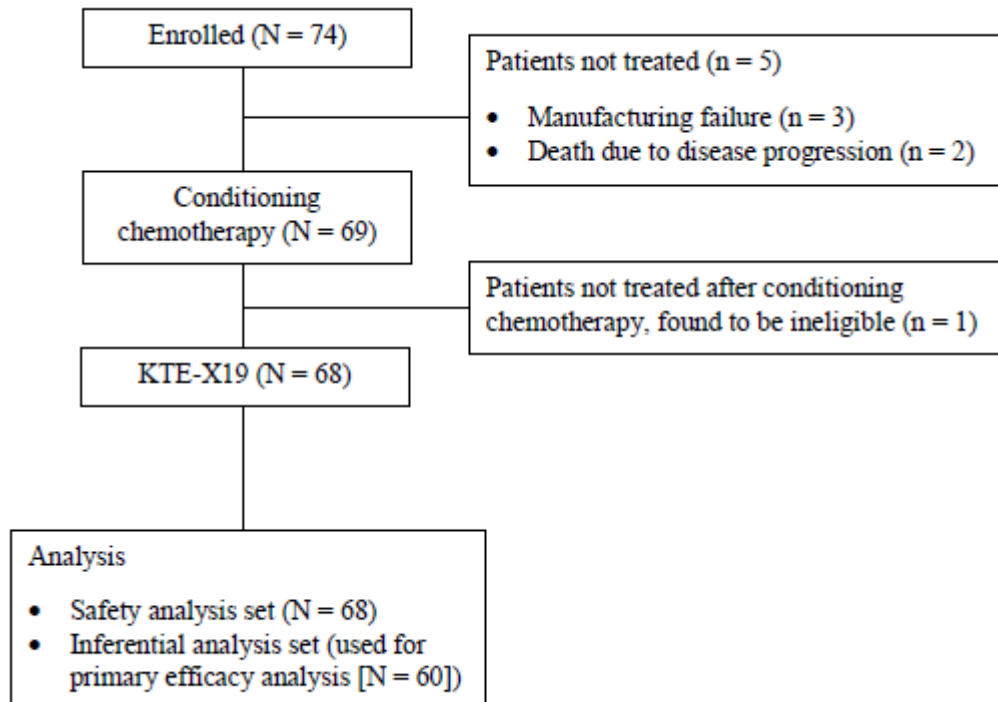 Enrolled (N = 74)
Patients not treated (n = 5)
• Manufacturing failure (n = 3)
• Death due to disease progression (n = 2)
Conditioning
chemotherapy (N = 69)
Patients not treated after conditioning
chemotherapy, found to be ineligible (n = 1)
KTE-X19 (N = 68)
Analysis
• Safety analysis set (N = 68)
• Inferential analysis set (used for
primary efficacy analysis [N = 60])